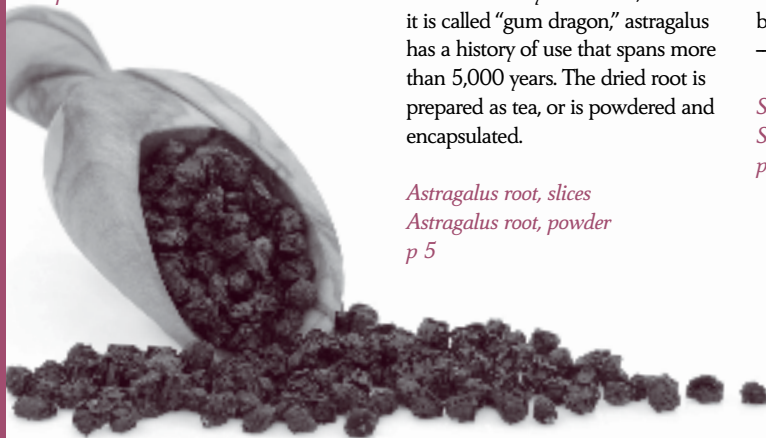 it is called “gum dragon,” astragalus
has a history of use that spans more
than 5,000 years. The dried root is
prepared as tea, or is powdered and
encapsulated.
Astragalus root, slices
Astragalus root, powder
p 5